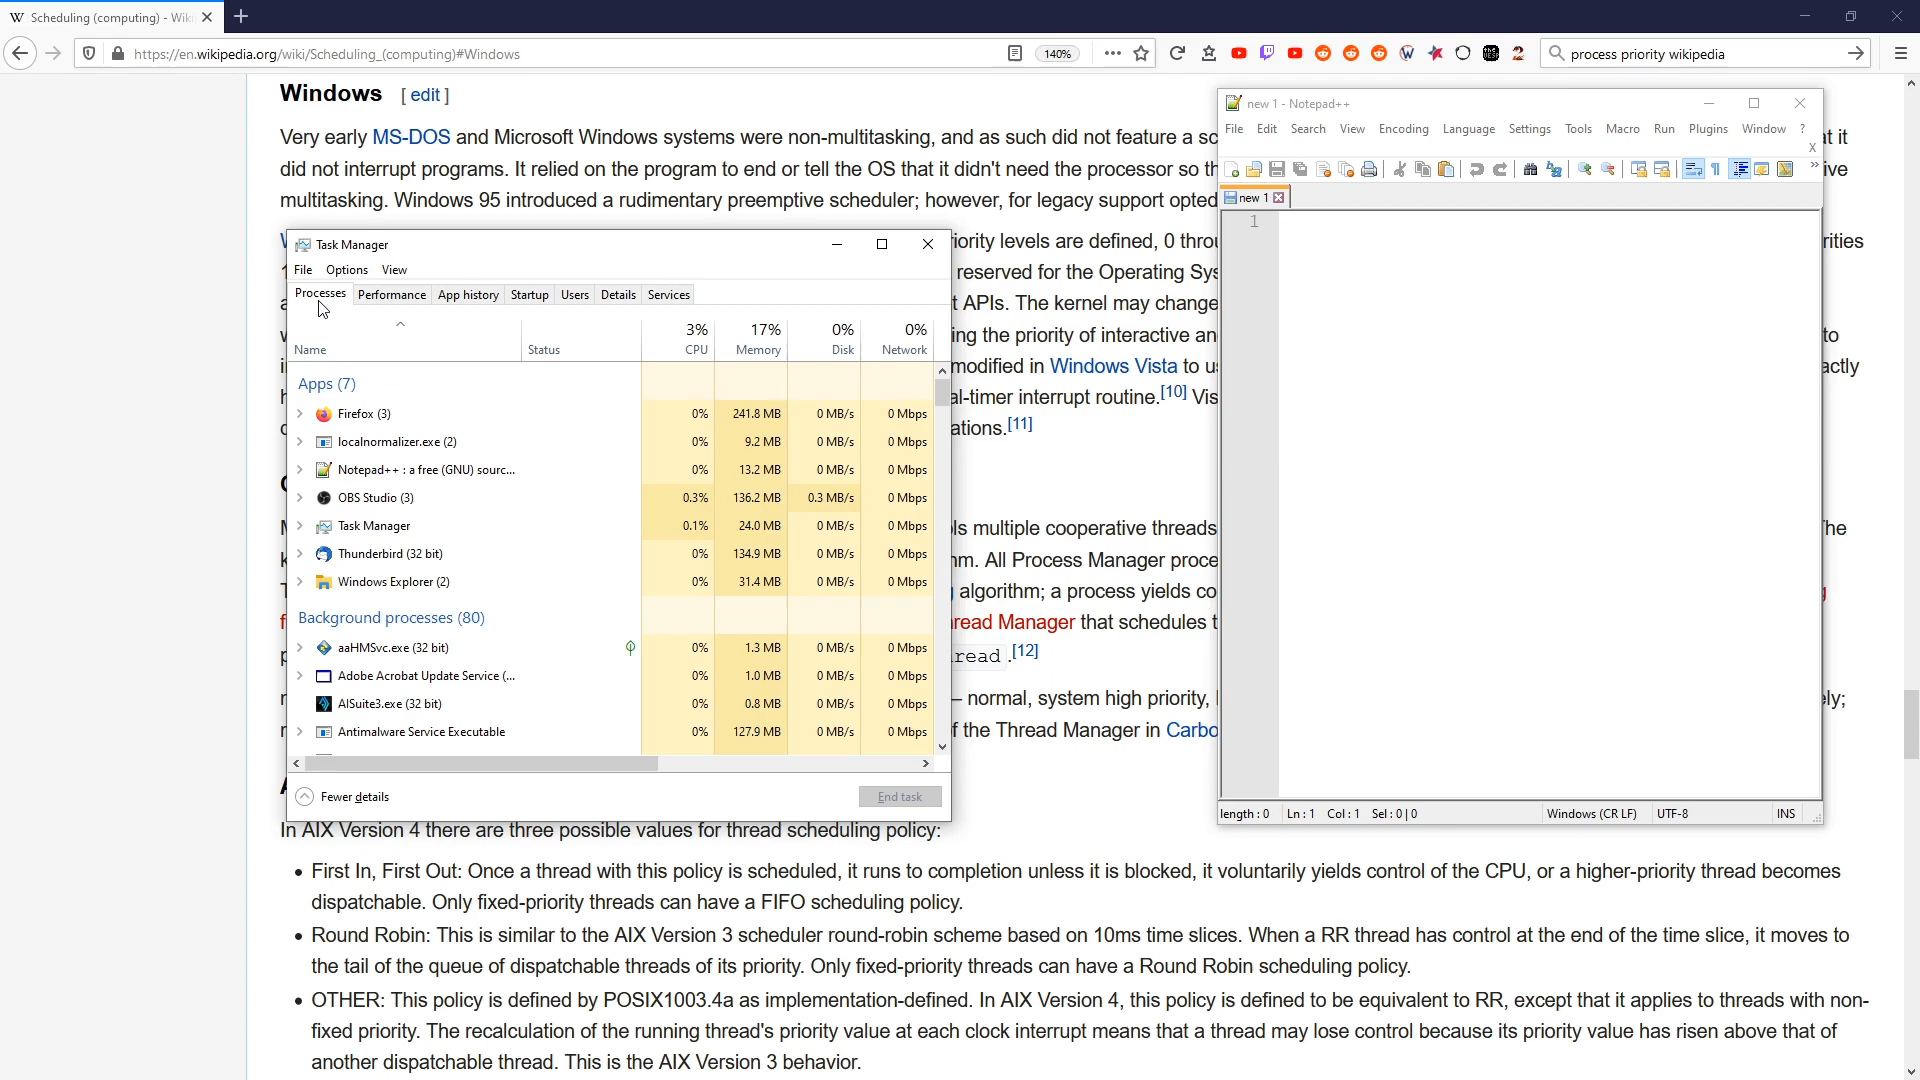 Scheduling (computing) - Wiki
https://en.wikipedia.org/wiki/Scheduling_(computing)#Windows
140%
process priority wikipedia
Windows [ edit ]
Very early MS-DOS and Microsoft Windows systems were non-multitasking, and as such did not feature a sc
at it
did not interrupt programs. It relied on the program to end or tell the OS that it didn't need the processor so th
ive
multitasking. Windows 95 introduced a rudimentary preemptive scheduler; however, for legacy support opted
iority levels are defined, 0 throu
rities
reserved for the Operating Sys
t APIs. The kernel may change
ing the priority of interactive an
to
modified in Windows Vista to u
actly
al-timer interrupt routine.[10] Vis
ations.[11]
ls multiple cooperative threads
he
hm. All Process Manager proce
algorithm; a process yields co
g
read Manager that schedules t
read .[12]
– normal, system high priority,
ly;
f the Thread Manager in Carbo
Task Manager
File Options View
Processes Performance App history Startup Users Details Services
3% 17% 0% 0%
Name Status CPU Memory Disk Network
Apps (7)
Firefox (3) 0% 241.8 MB 0 MB/s 0 Mbps
localnormalizer.exe (2) 0% 9.2 MB 0 MB/s 0 Mbps
Notepad++ : a free (GNU) sourc... 0% 13.2 MB 0 MB/s 0 Mbps
OBS Studio (3) 0.3% 136.2 MB 0.3 MB/s 0 Mbps
Task Manager 0.1% 24.0 MB 0 MB/s 0 Mbps
Thunderbird (32 bit) 0% 134.9 MB 0 MB/s 0 Mbps
Windows Explorer (2) 0% 31.4 MB 0 MB/s 0 Mbps
Background processes (80)
aaHMSvc.exe (32 bit) 0% 1.3 MB 0 MB/s 0 Mbps
Adobe Acrobat Update Service (... 0% 1.0 MB 0 MB/s 0 Mbps
AISuite3.exe (32 bit) 0% 0.8 MB 0 MB/s 0 Mbps
Antimalware Service Executable 0% 127.9 MB 0 MB/s 0 Mbps
Fewer details
End task
new 1 - Notepad++
File Edit Search View Encoding Language Settings Tools Macro Run Plugins Window ?
X
new 1
1
length : 0 Ln : 1 Col : 1 Sel : 0 | 0 Windows (CR LF) UTF-8 INS
In AIX Version 4 there are three possible values for thread scheduling policy:
• First In, First Out: Once a thread with this policy is scheduled, it runs to completion unless it is blocked, it voluntarily yields control of the CPU, or a higher-priority thread becomes
dispatchable. Only fixed-priority threads can have a FIFO scheduling policy.
• Round Robin: This is similar to the AIX Version 3 scheduler round-robin scheme based on 10ms time slices. When a RR thread has control at the end of the time slice, it moves to
the tail of the queue of dispatchable threads of its priority. Only fixed-priority threads can have a Round Robin scheduling policy.
• OTHER: This policy is defined by POSIX1003.4a as implementation-defined. In AIX Version 4, this policy is defined to be equivalent to RR, except that it applies to threads with non-
fixed priority. The recalculation of the running thread's priority value at each clock interrupt means that a thread may lose control because its priority value has risen above that of
another dispatchable thread. This is the AIX Version 3 behavior.